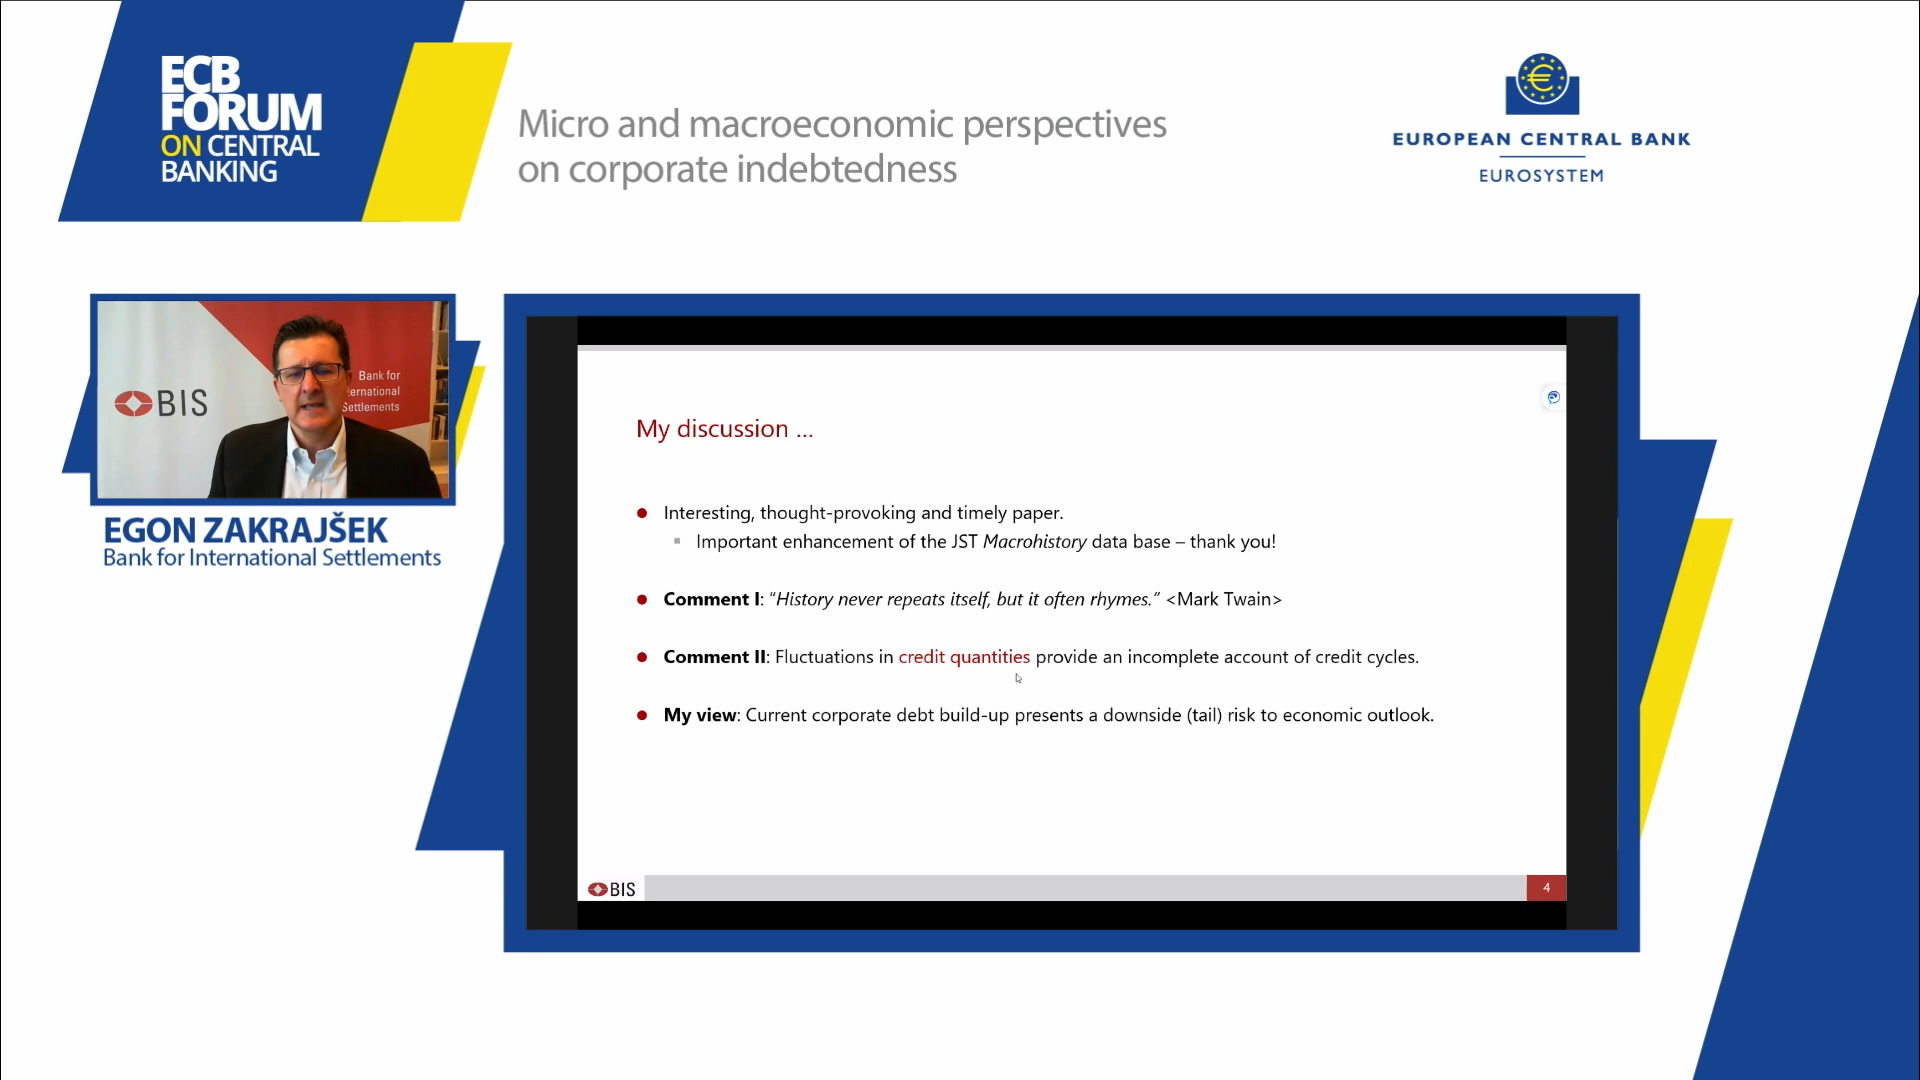 ECB
FORUM
ON CENTRAL
BANKING
Micro and macroeconomic perspectives
on corporate indebtedness
EUROPEAN CENTRAL BANK
EUROSYSTEM
BIS
Bank for
ernational
Settlements
EGON ZAKRAJŠEK
Bank for International Settlements
My discussion ...
Interesting, thought-provoking and timely paper.
Important enhancement of the JST Macrohistory data base – thank you!
Comment I: “History never repeats itself, but it often rhymes.” <Mark Twain>
Comment II: Fluctuations in credit quantities provide an incomplete account of credit cycles.
My view: Current corporate debt build-up presents a downside (tail) risk to economic outlook.
BIS
4